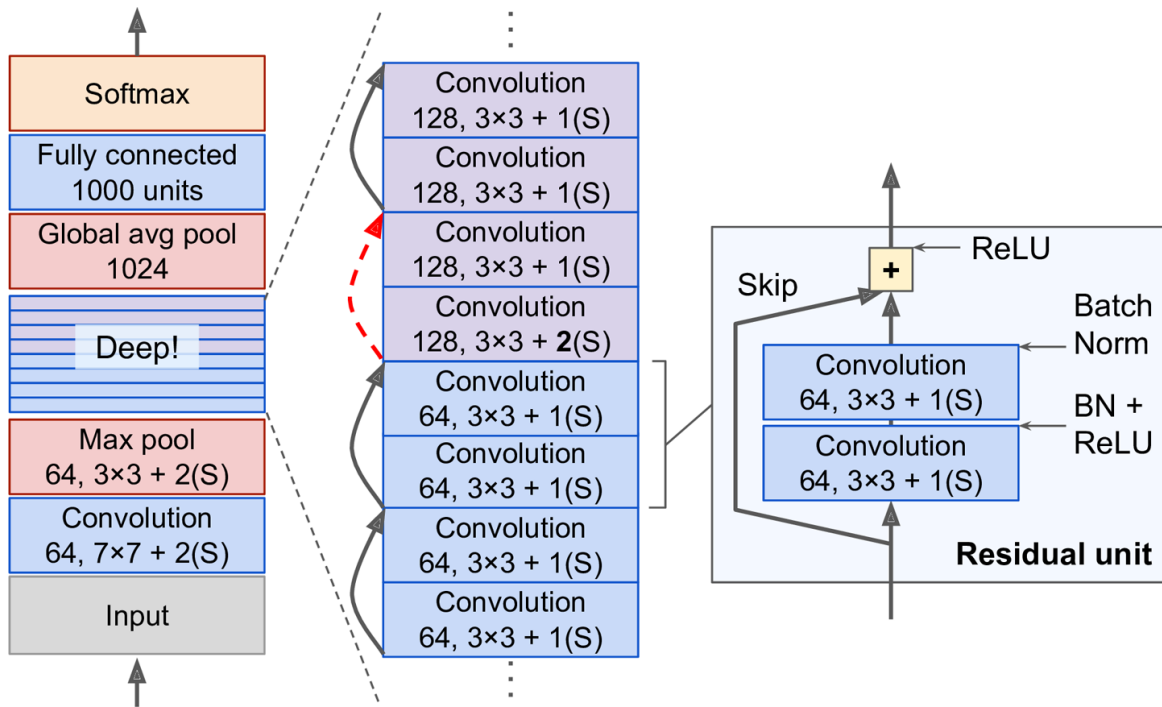 Softmax
Fully connected
1000 units
Global avg pool
1024
Deep!
Max pool
64, 3×3 + 2(S)
Convolution
64, 7×7 + 2(S)
Input
Convolution
128, 3×3 + 1(S)
Convolution
128, 3×3 + 1(S)
Convolution
128, 3×3 + 1(S)
Convolution
128, 3×3 + 2(S)
Convolution
64, 3×3 + 1(S)
Convolution
64, 3×3 + 1(S)
Convolution
64, 3×3 + 1(S)
Convolution
64, 3×3 + 1(S)
+
ReLU
Skip
Batch
Norm
Convolution
64, 3×3 + 1(S)
BN +
ReLU
Convolution
64, 3×3 + 1(S)
Residual unit